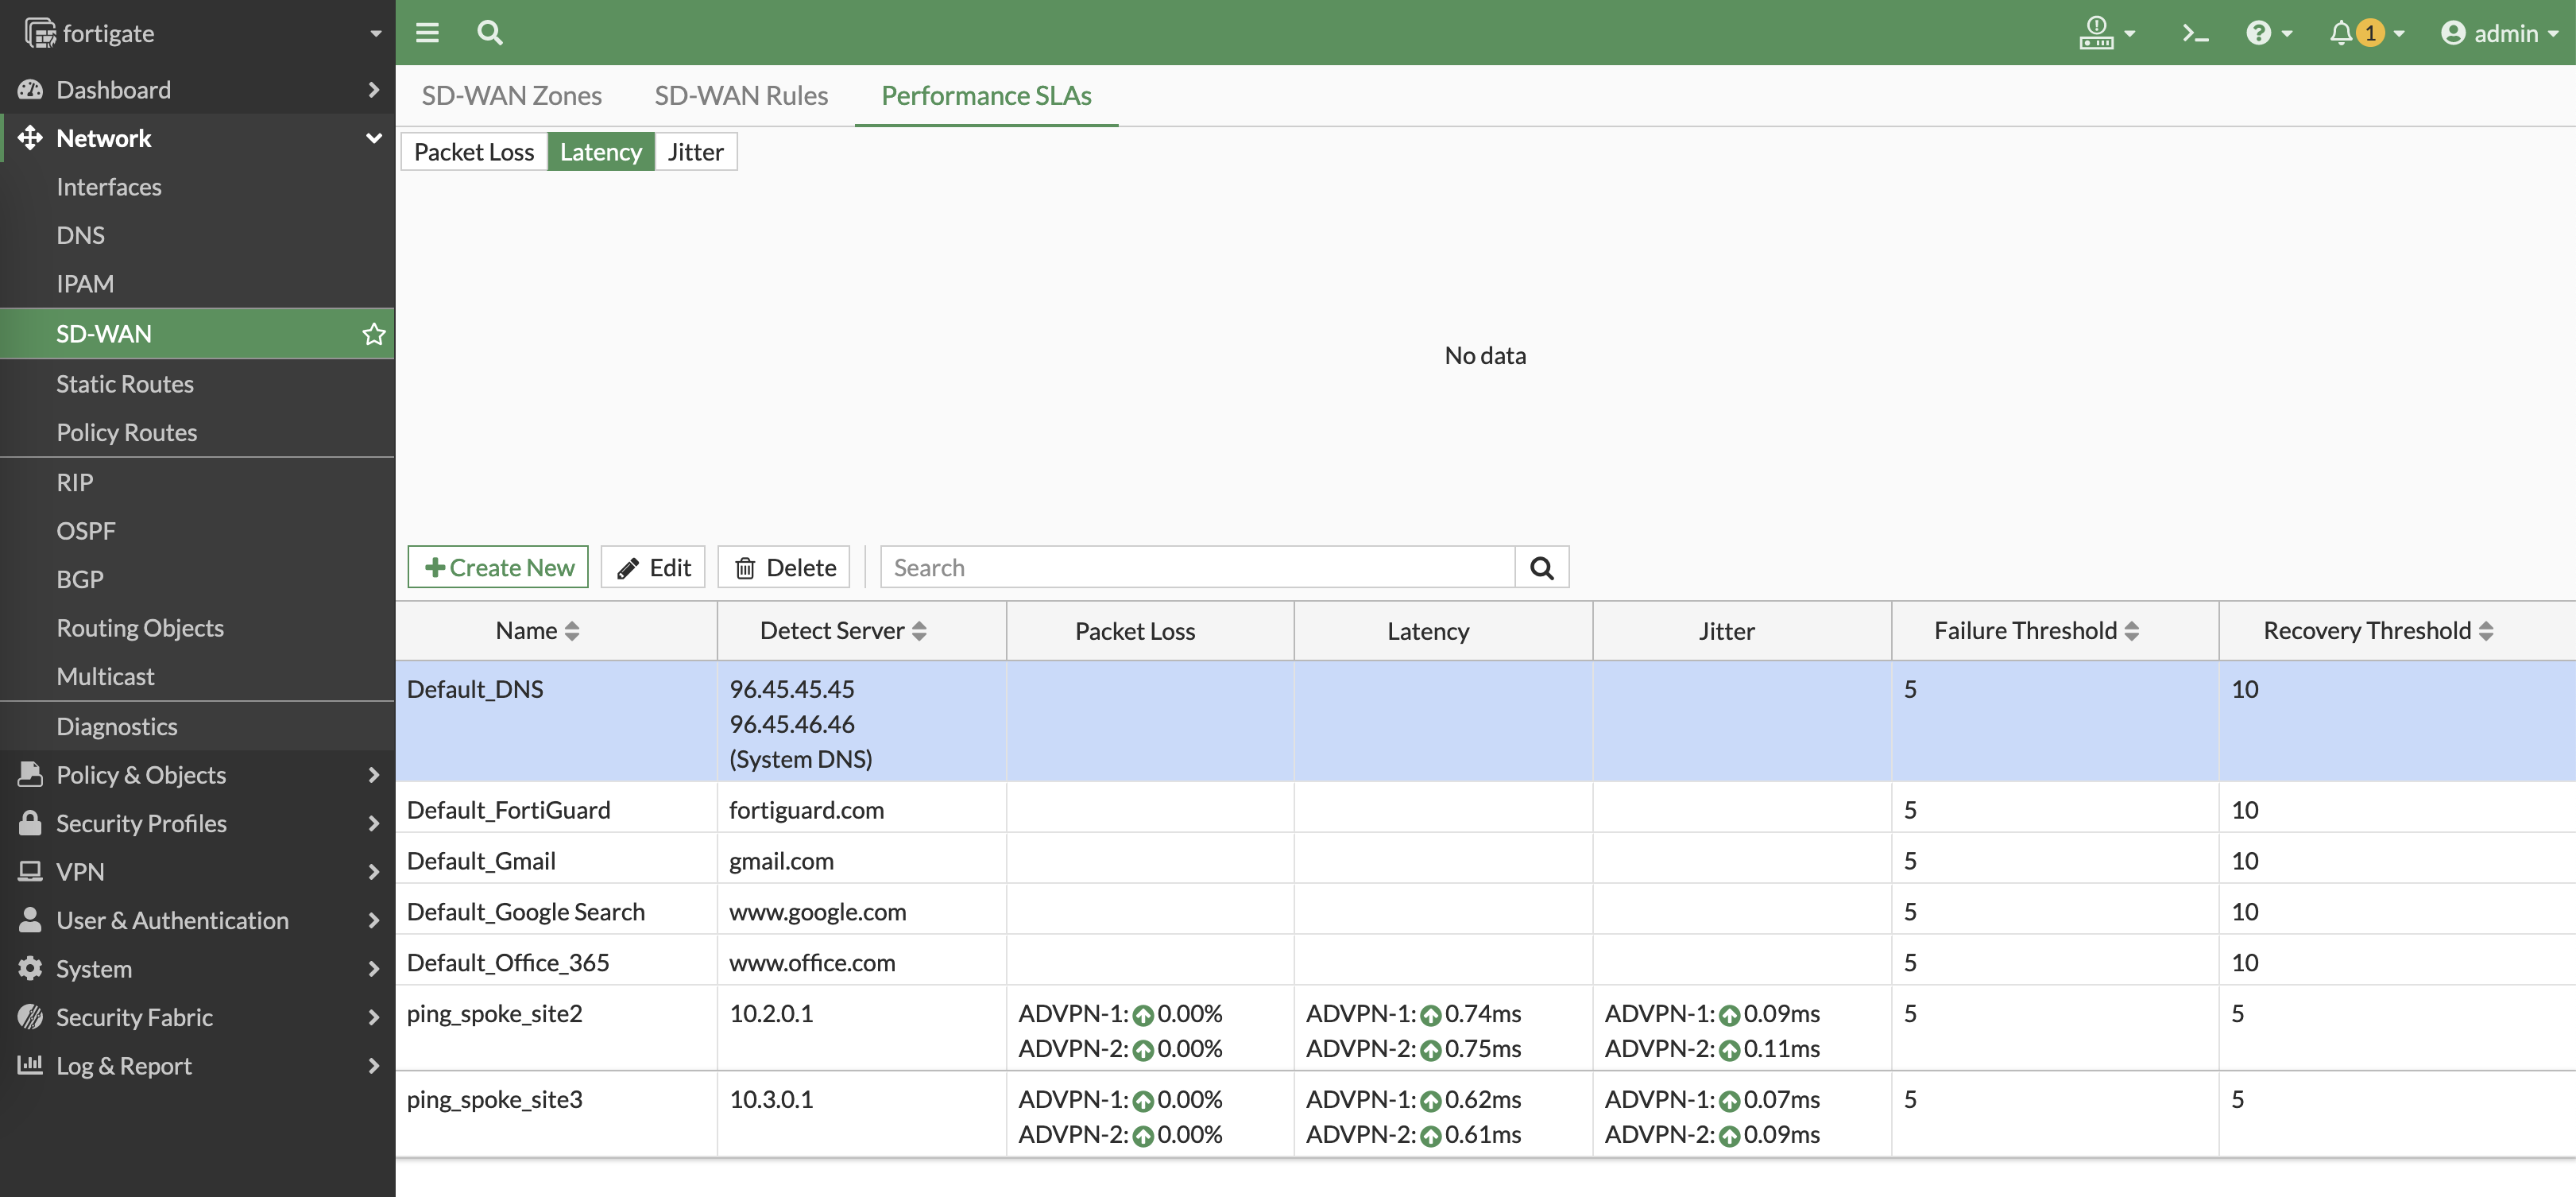 fortigate
1
admin
Dashboard
Network
Interfaces
DNS
IPAM
SD-WAN
Static Routes
Policy Routes
RIP
OSPF
BGP
Routing Objects
Multicast
Diagnostics
Policy & Objects
Security Profiles
VPN
User & Authentication
System
Security Fabric
Log & Report
SD-WAN Zones SD-WAN Rules Performance SLAs
Packet Loss Latency Jitter
No data
Create New Edit Delete Search
Name Detect Server Packet Loss Latency Jitter Failure Threshold Recovery Threshold
Default_DNS 96.45.45.45 5 10
96.45.46.46
(System DNS)
Default_FortiGuard fortiguard.com 5 10
Default_Gmail gmail.com 5 10
Default_Google Search www.google.com 5 10
Default_Office_365 www.office.com 5 10
ping_spoke_site2 10.2.0.1 ADVPN-1: 0.00% ADVPN-1: 0.74ms ADVPN-1: 0.09ms 5 5
ADVPN-2: 0.00% ADVPN-2: 0.75ms ADVPN-2: 0.11ms
ping_spoke_site3 10.3.0.1 ADVPN-1: 0.00% ADVPN-1: 0.62ms ADVPN-1: 0.07ms 5 5
ADVPN-2: 0.00% ADVPN-2: 0.61ms ADVPN-2: 0.09ms